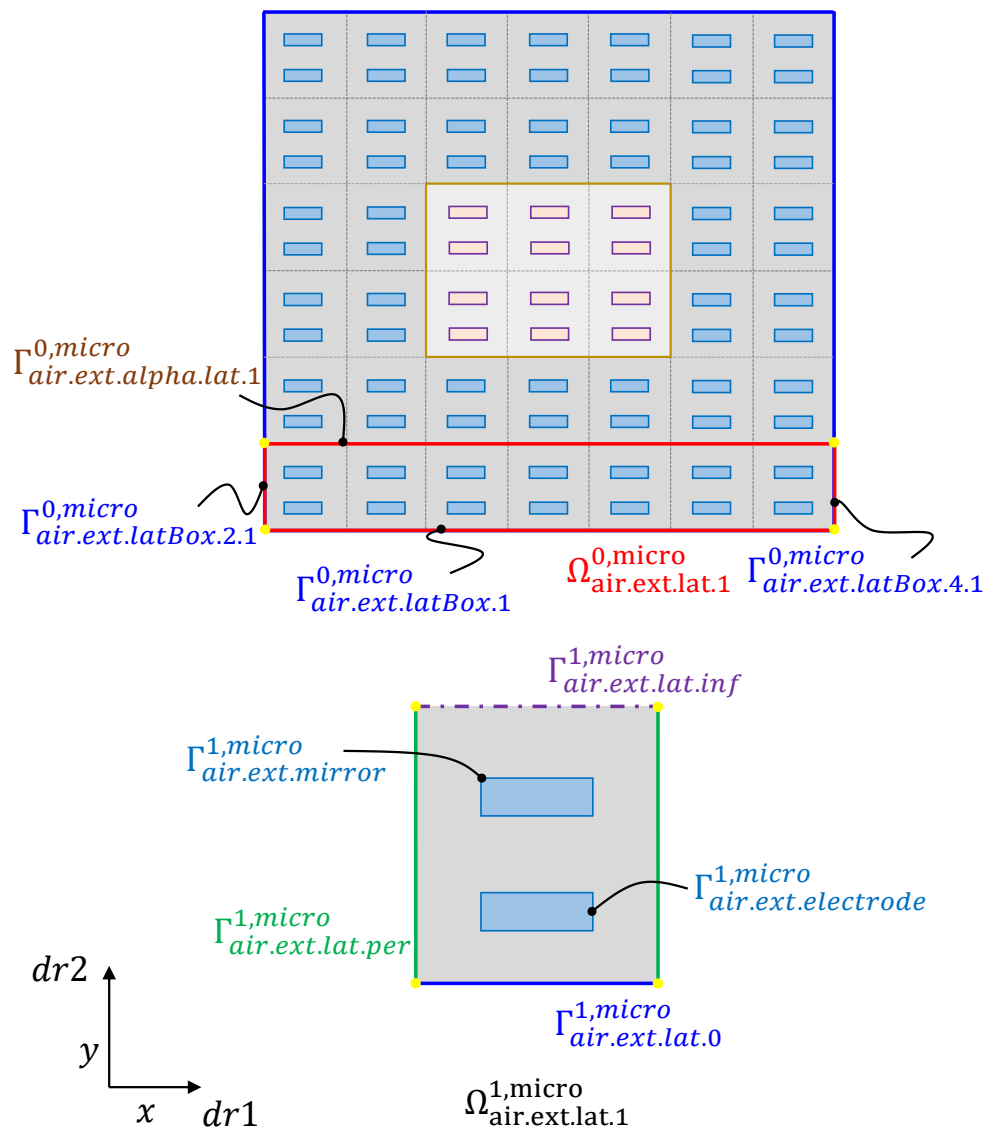 Γ^{0,micro}_{air.ext.alpha.lat.1}
Γ^{0,micro}_{air.ext.latBox.2.1}
Γ^{0,micro}_{air.ext.latBox.1}
Ω^{0,micro}_{air.ext.lat.1}
Γ^{0,micro}_{air.ext.latBox.4.1}
Γ^{1,micro}_{air.ext.lat.inf}
Γ^{1,micro}_{air.ext.mirror}
Γ^{1,micro}_{air.ext.electrode}
Γ^{1,micro}_{air.ext.lat.per}
dr2
Γ^{1,micro}_{air.ext.lat.0}
y
x dr1
Ω^{1,micro}_{air.ext.lat.1}